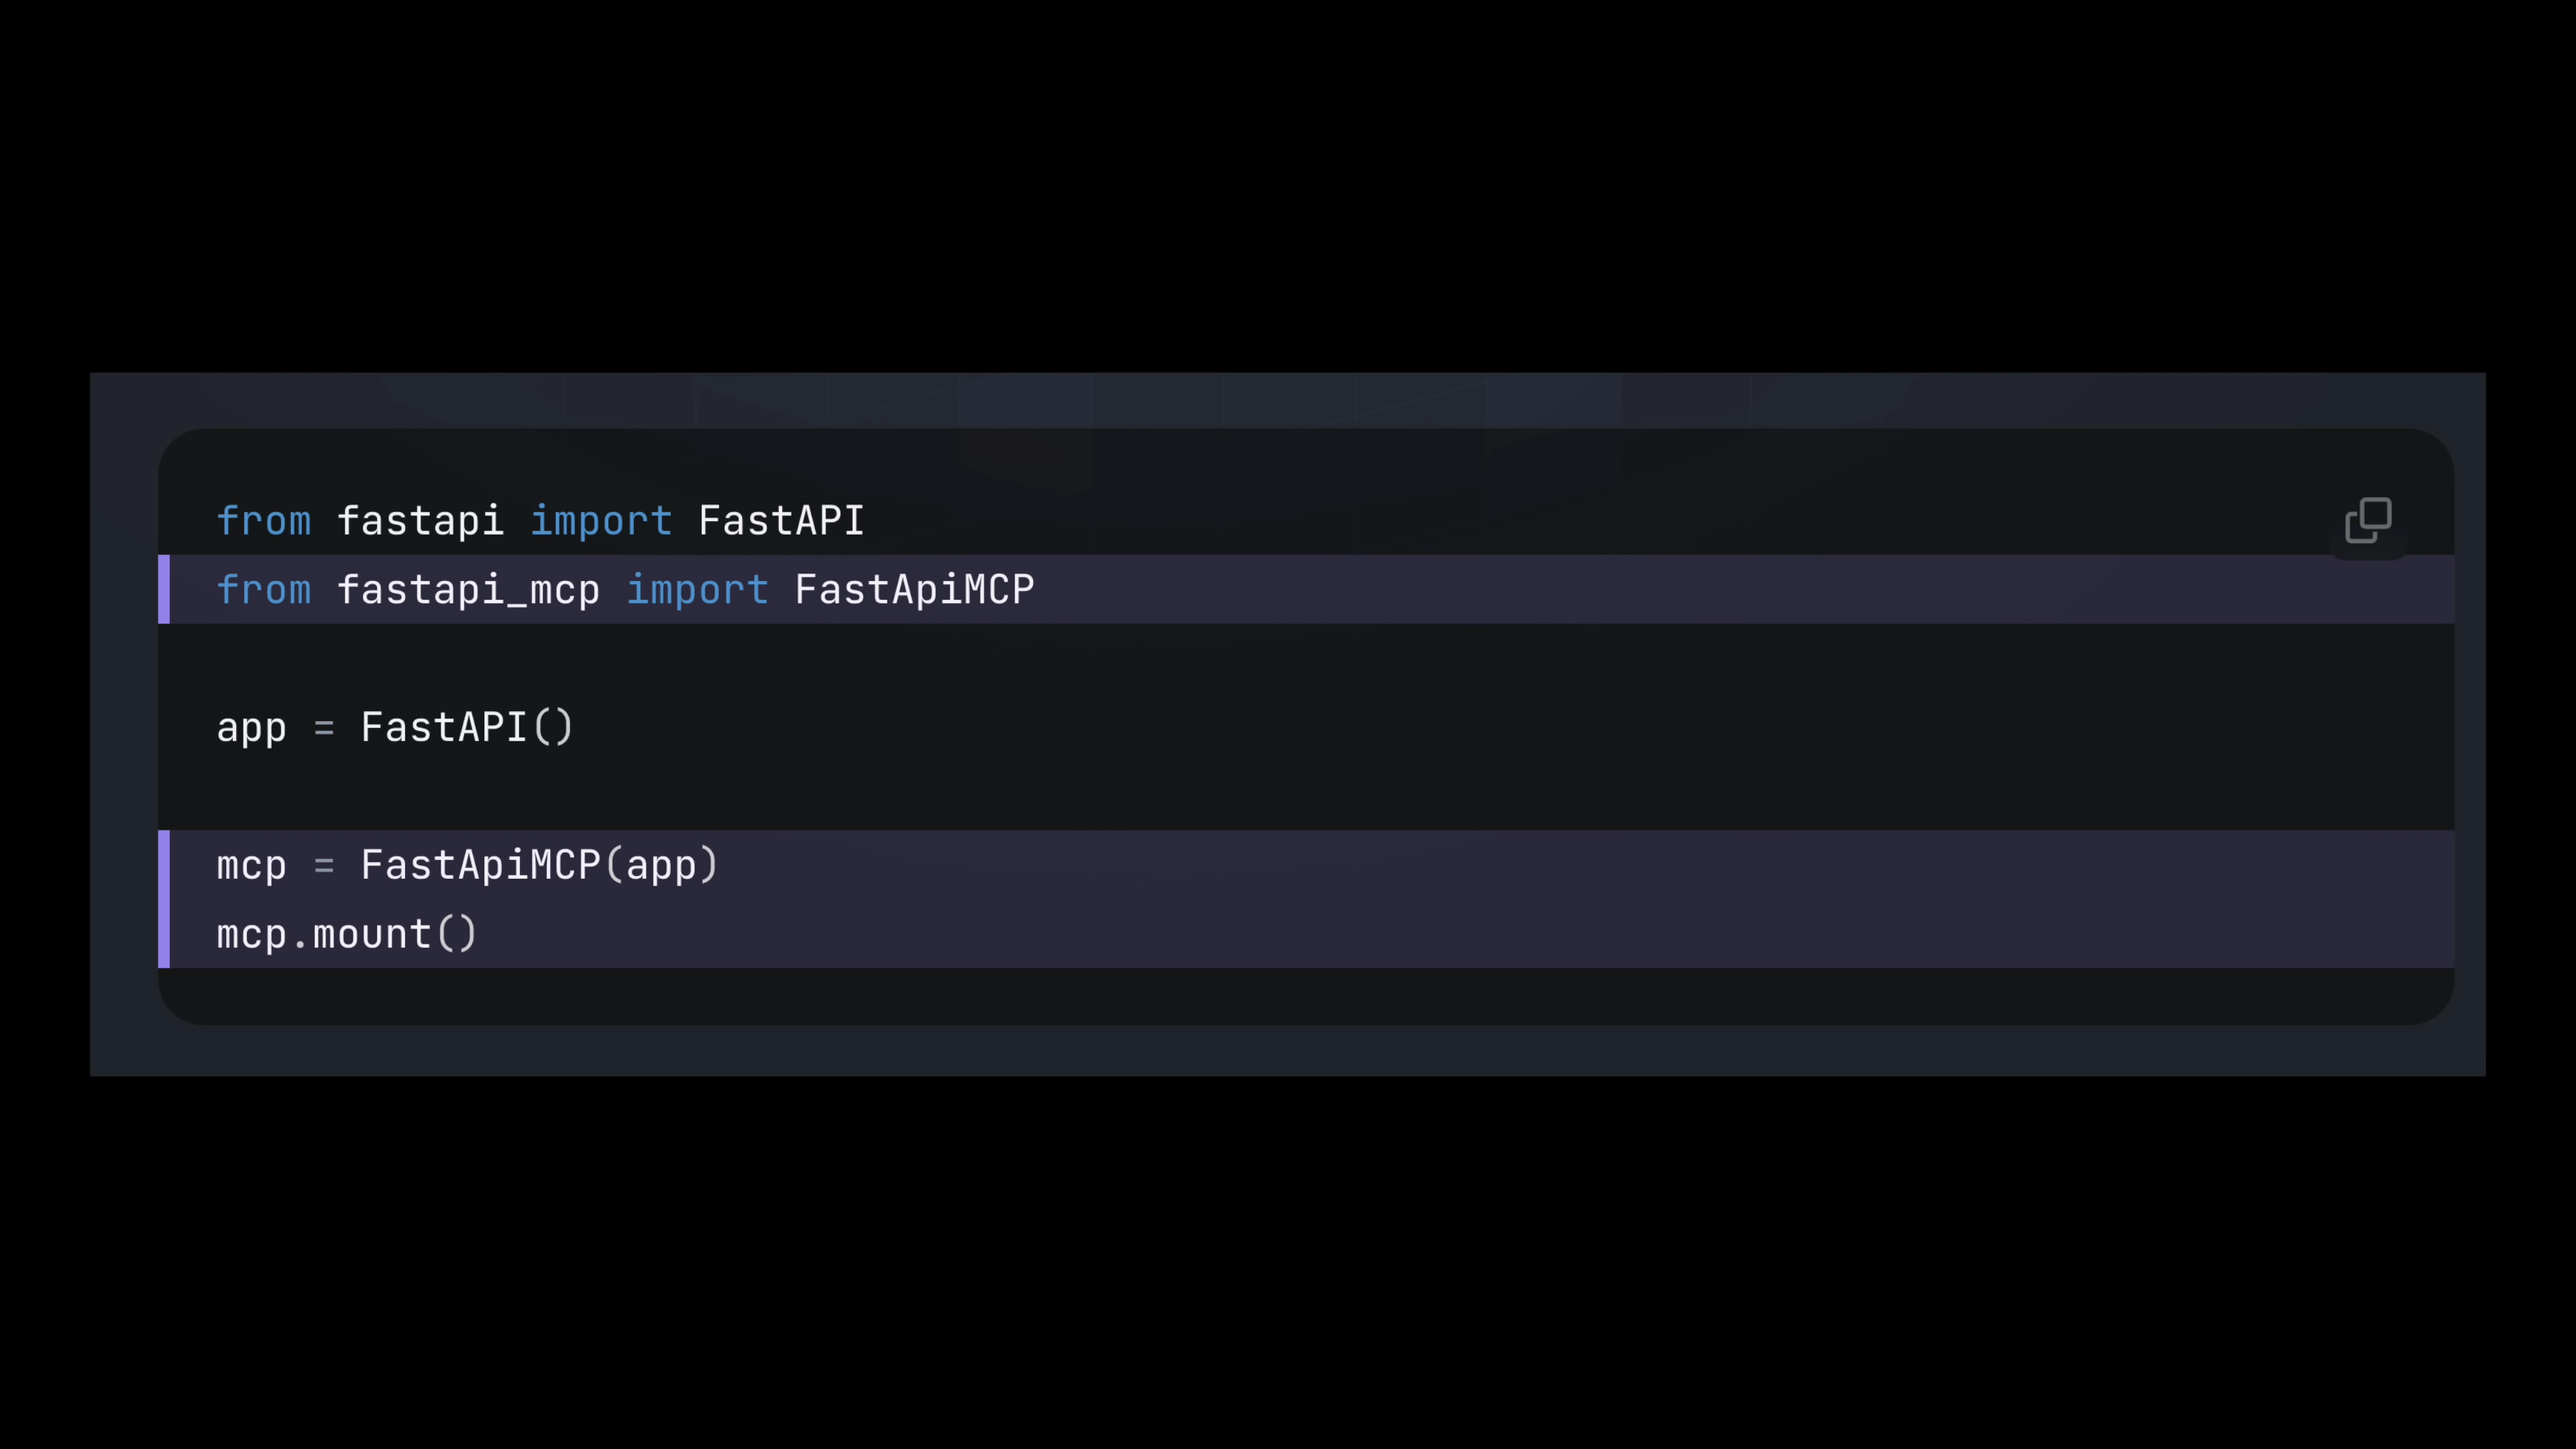 from fastapi import FastAPI
from fastapi_mcp import FastApiMCP
app = FastAPI()
mcp = FastApiMCP(app)
mcp.mount()